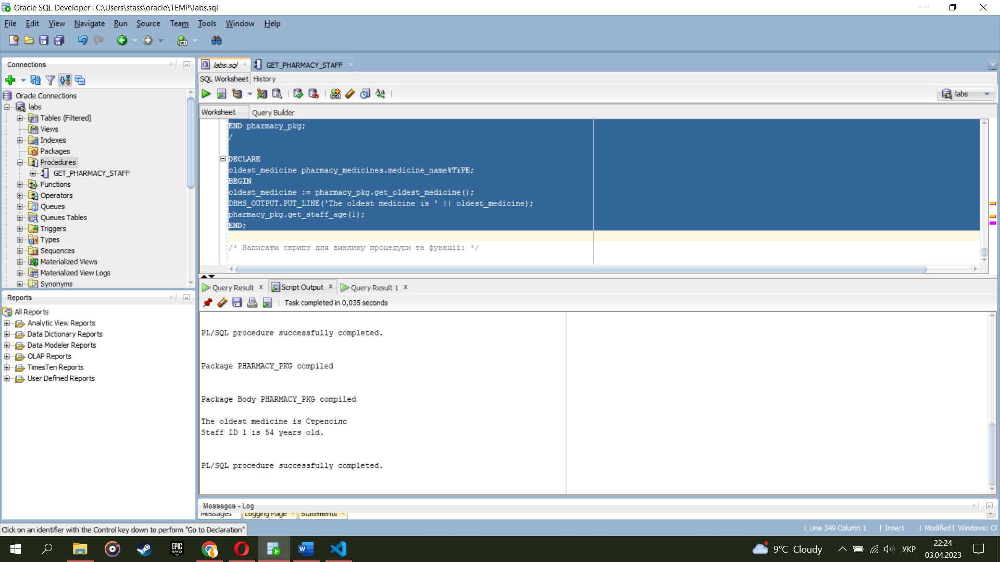 Oracle SQL Developer : C:\Users\stass\oracle\TEMP\labs.sql
File Edit View Navigate Run Source Team Tools Window Help
Connections
Oracle Connections
labs
Tables (Filtered)
Views
Indexes
Packages
Procedures
GET_PHARMACY_STAFF
Functions
Operators
Queues
Queues Tables
Triggers
Types
Sequences
Materialized Views
Materialized View Logs
Synonyms
Reports
All Reports
Analytic View Reports
Data Dictionary Reports
Data Modeler Reports
OLAP Reports
TimesTen Reports
User Defined Reports
labs.sql GET_PHARMACY_STAFF
SQL Worksheet History
labs
Worksheet Query Builder
END pharmacy_pkg;
/
DECLARE
oldest_medicine pharmacy_medicines.medicine_name%TYPE;
BEGIN
oldest_medicine := pharmacy_pkg.get_oldest_medicine();
DBMS_OUTPUT.PUT_LINE('The oldest medicine is ' || oldest_medicine);
pharmacy_pkg.get_staff_age(1);
END;
/* Написати скрипт для виклику процедури та функції: */
Query Result x Script Output x Query Result 1 x
Task completed in 0,035 seconds
PL/SQL procedure successfully completed.
Package PHARMACY_PKG compiled
Package Body PHARMACY_PKG compiled
The oldest medicine is Стрепсілс
Staff ID 1 is 54 years old.
PL/SQL procedure successfully completed.
Messages - Log
Messages Logging Page Statements
Click on an identifier with the Control key down to perform "Go to Declaration"
| Line 349 Column 1 | Insert | Modified | Windows: CF
EPIC GAMES
9°C Cloudy
УКР
22:24
03.04.2023